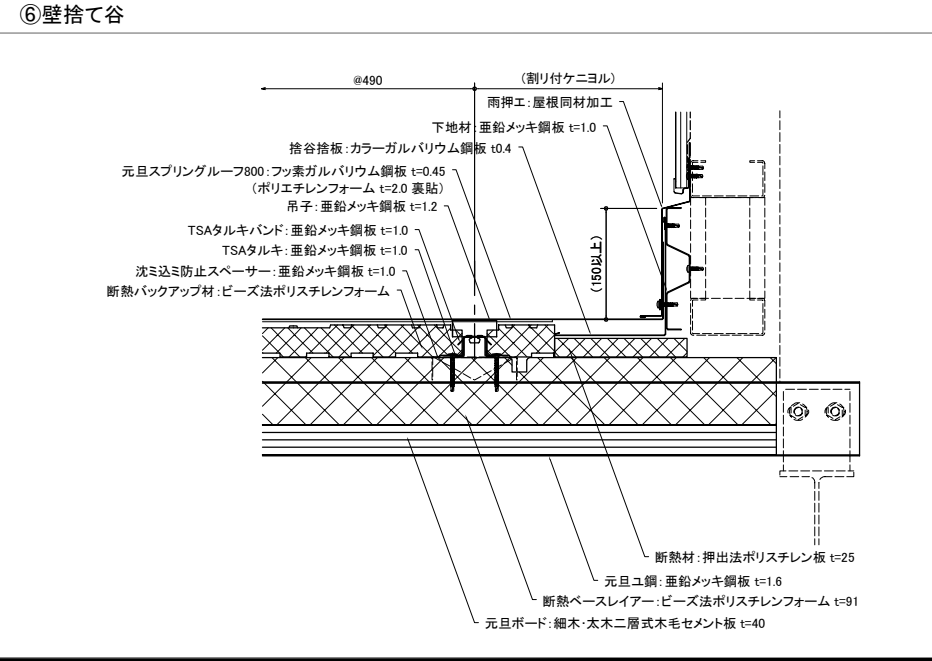 ⑥壁捨て谷
@490
(割リ付ケニヨル)
雨押エ:屋根同材加工
下地材:亜鉛メッキ鋼板 t=1.0
捨谷捨板:カラーガルバリウム鋼板 t0.4
元旦スプリングルーフ800:フッ素ガルバリウム鋼板 t=0.45
(ポリエチレンフォーム t=2.0 裏貼)
吊子:亜鉛メッキ鋼板 t=1.2
TSAタルキバンド:亜鉛メッキ鋼板 t=1.0
TSAタルキ:亜鉛メッキ鋼板 t=1.0
沈ミ込ミ防止スペーサー:亜鉛メッキ鋼板 t=1.0
断熱バックアップ材:ビーズ法ポリスチレンフォーム
(150以上)
断熱材:押出法ポリスチレン板 t=25
元旦ユ鋼:亜鉛メッキ鋼板 t=1.6
断熱ベースレイアー:ビーズ法ポリスチレンフォーム t=91
元旦ボード:細木・太木二層式木毛セメント板 t=40